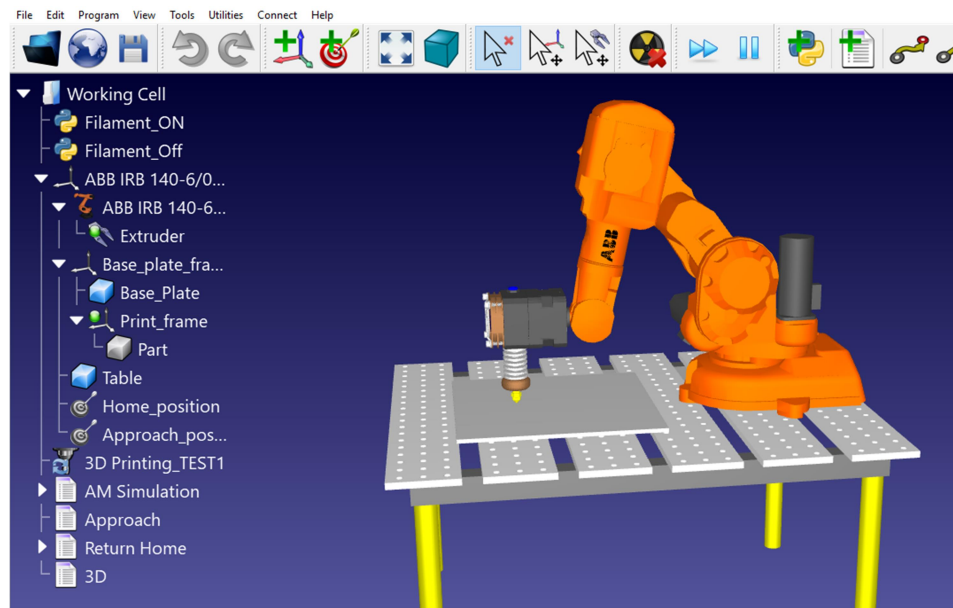 File Edit Program View Tools Utilities Connect Help
Working Cell
Filament_ON
Filament_Off
ABB IRB 140-6/0...
ABB IRB 140-6...
Extruder
Base_plate_fra...
Base_Plate
Print_frame
Part
Table
Home_position
Approach_pos...
3D Printing_TEST1
AM Simulation
Approach
Return Home
3D
ABB